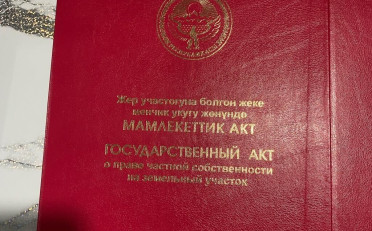 Жер участогуна болгон жеке
менчик укугу жөнүндө
МАМЛЕКЕТТИК АКТ
ГОСУДАРСТВЕННЫЙ АКТ
о праве частной собственности
на земельный участок